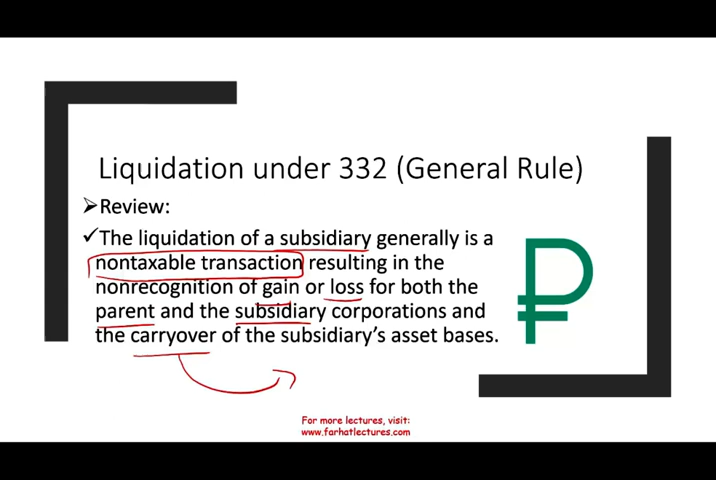 Liquidation under 332 (General Rule)
➢Review:
✓The liquidation of a subsidiary generally is a
nontaxable transaction resulting in the
nonrecognition of gain or loss for both the
parent and the subsidiary corporations and
the carryover of the subsidiary’s asset bases.
For more lectures, visit:
www.farhatlectures.com